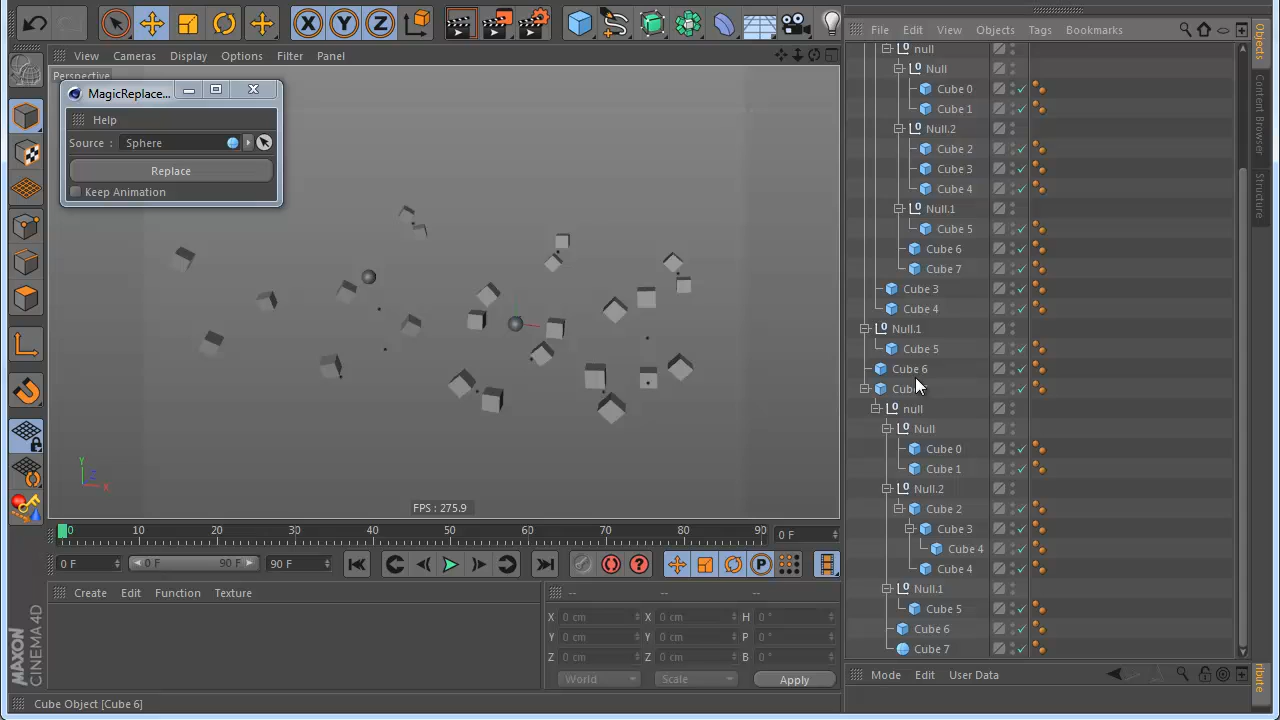 File Edit View Objects Tags Bookmarks
View Cameras Display Options Filter Panel
Perspective
MagicReplace...
Help
Source : Sphere
Replace
Keep Animation
null
Null
Cube 0
Cube 1
Null.2
Cube 2
Cube 3
Cube 4
Null.1
Cube 5
Cube 6
Cube 7
Cube 3
Cube 4
Null.1
Cube 5
Cube 6
null
Null
Cube 0
Cube 1
Null.2
Cube 2
Cube 3
Cube 4
Cube 4
Null.1
Cube 5
Cube 6
Cube 7
Objects
Content Browser
Structure
X Y Z
Y
Z
X
FPS : 275.9
0 10 20 30 40 50 60 70 80 90 0 F
0 F 0 F 90 F 90 F
Create Edit Function Texture
-- -- --
X 0 cm X 0 cm H 0 °
Y 0 cm Y 0 cm P 0 °
Z 0 cm Z 0 cm B 0 °
World Scale Apply
Mode Edit User Data
MAXON
CINEMA 4D
Cube Object [Cube 6]